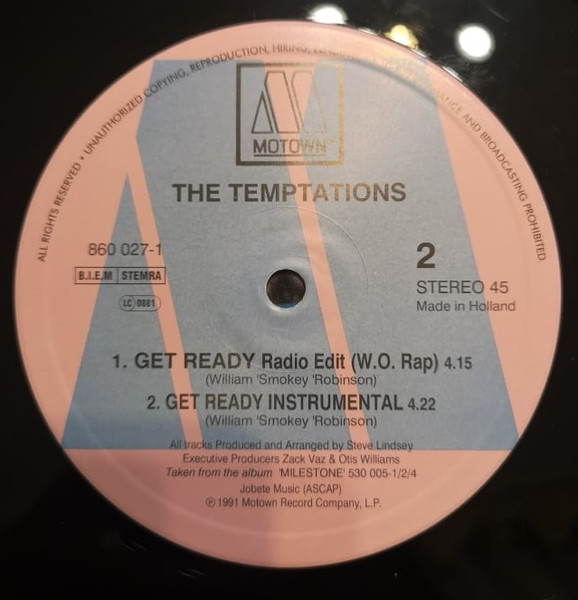 ALL RIGHTS RESERVED • UNAUTHORIZED COPYING, REPRODUCTION, HIRING, AND BROADCASTING PROHIBITED.
MOTOWN
THE TEMPTATIONS
860 027-1
B.I.E.M STEMRA
LC 0881
2
STEREO 45
Made in Holland
1. GET READY Radio Edit (W.O. Rap) 4.15
(William 'Smokey 'Robinson)
2. GET READY INSTRUMENTAL 4.22
(William 'Smokey 'Robinson)
All tracks Produced and Arranged by Steve Lindsey
Executive Producers Zack Vaz & Otis Williams
Taken from the album 'MILESTONE' 530 005-1/2/4
Jobete Music (ASCAP)
℗ 1991 Motown Record Company, L.P.